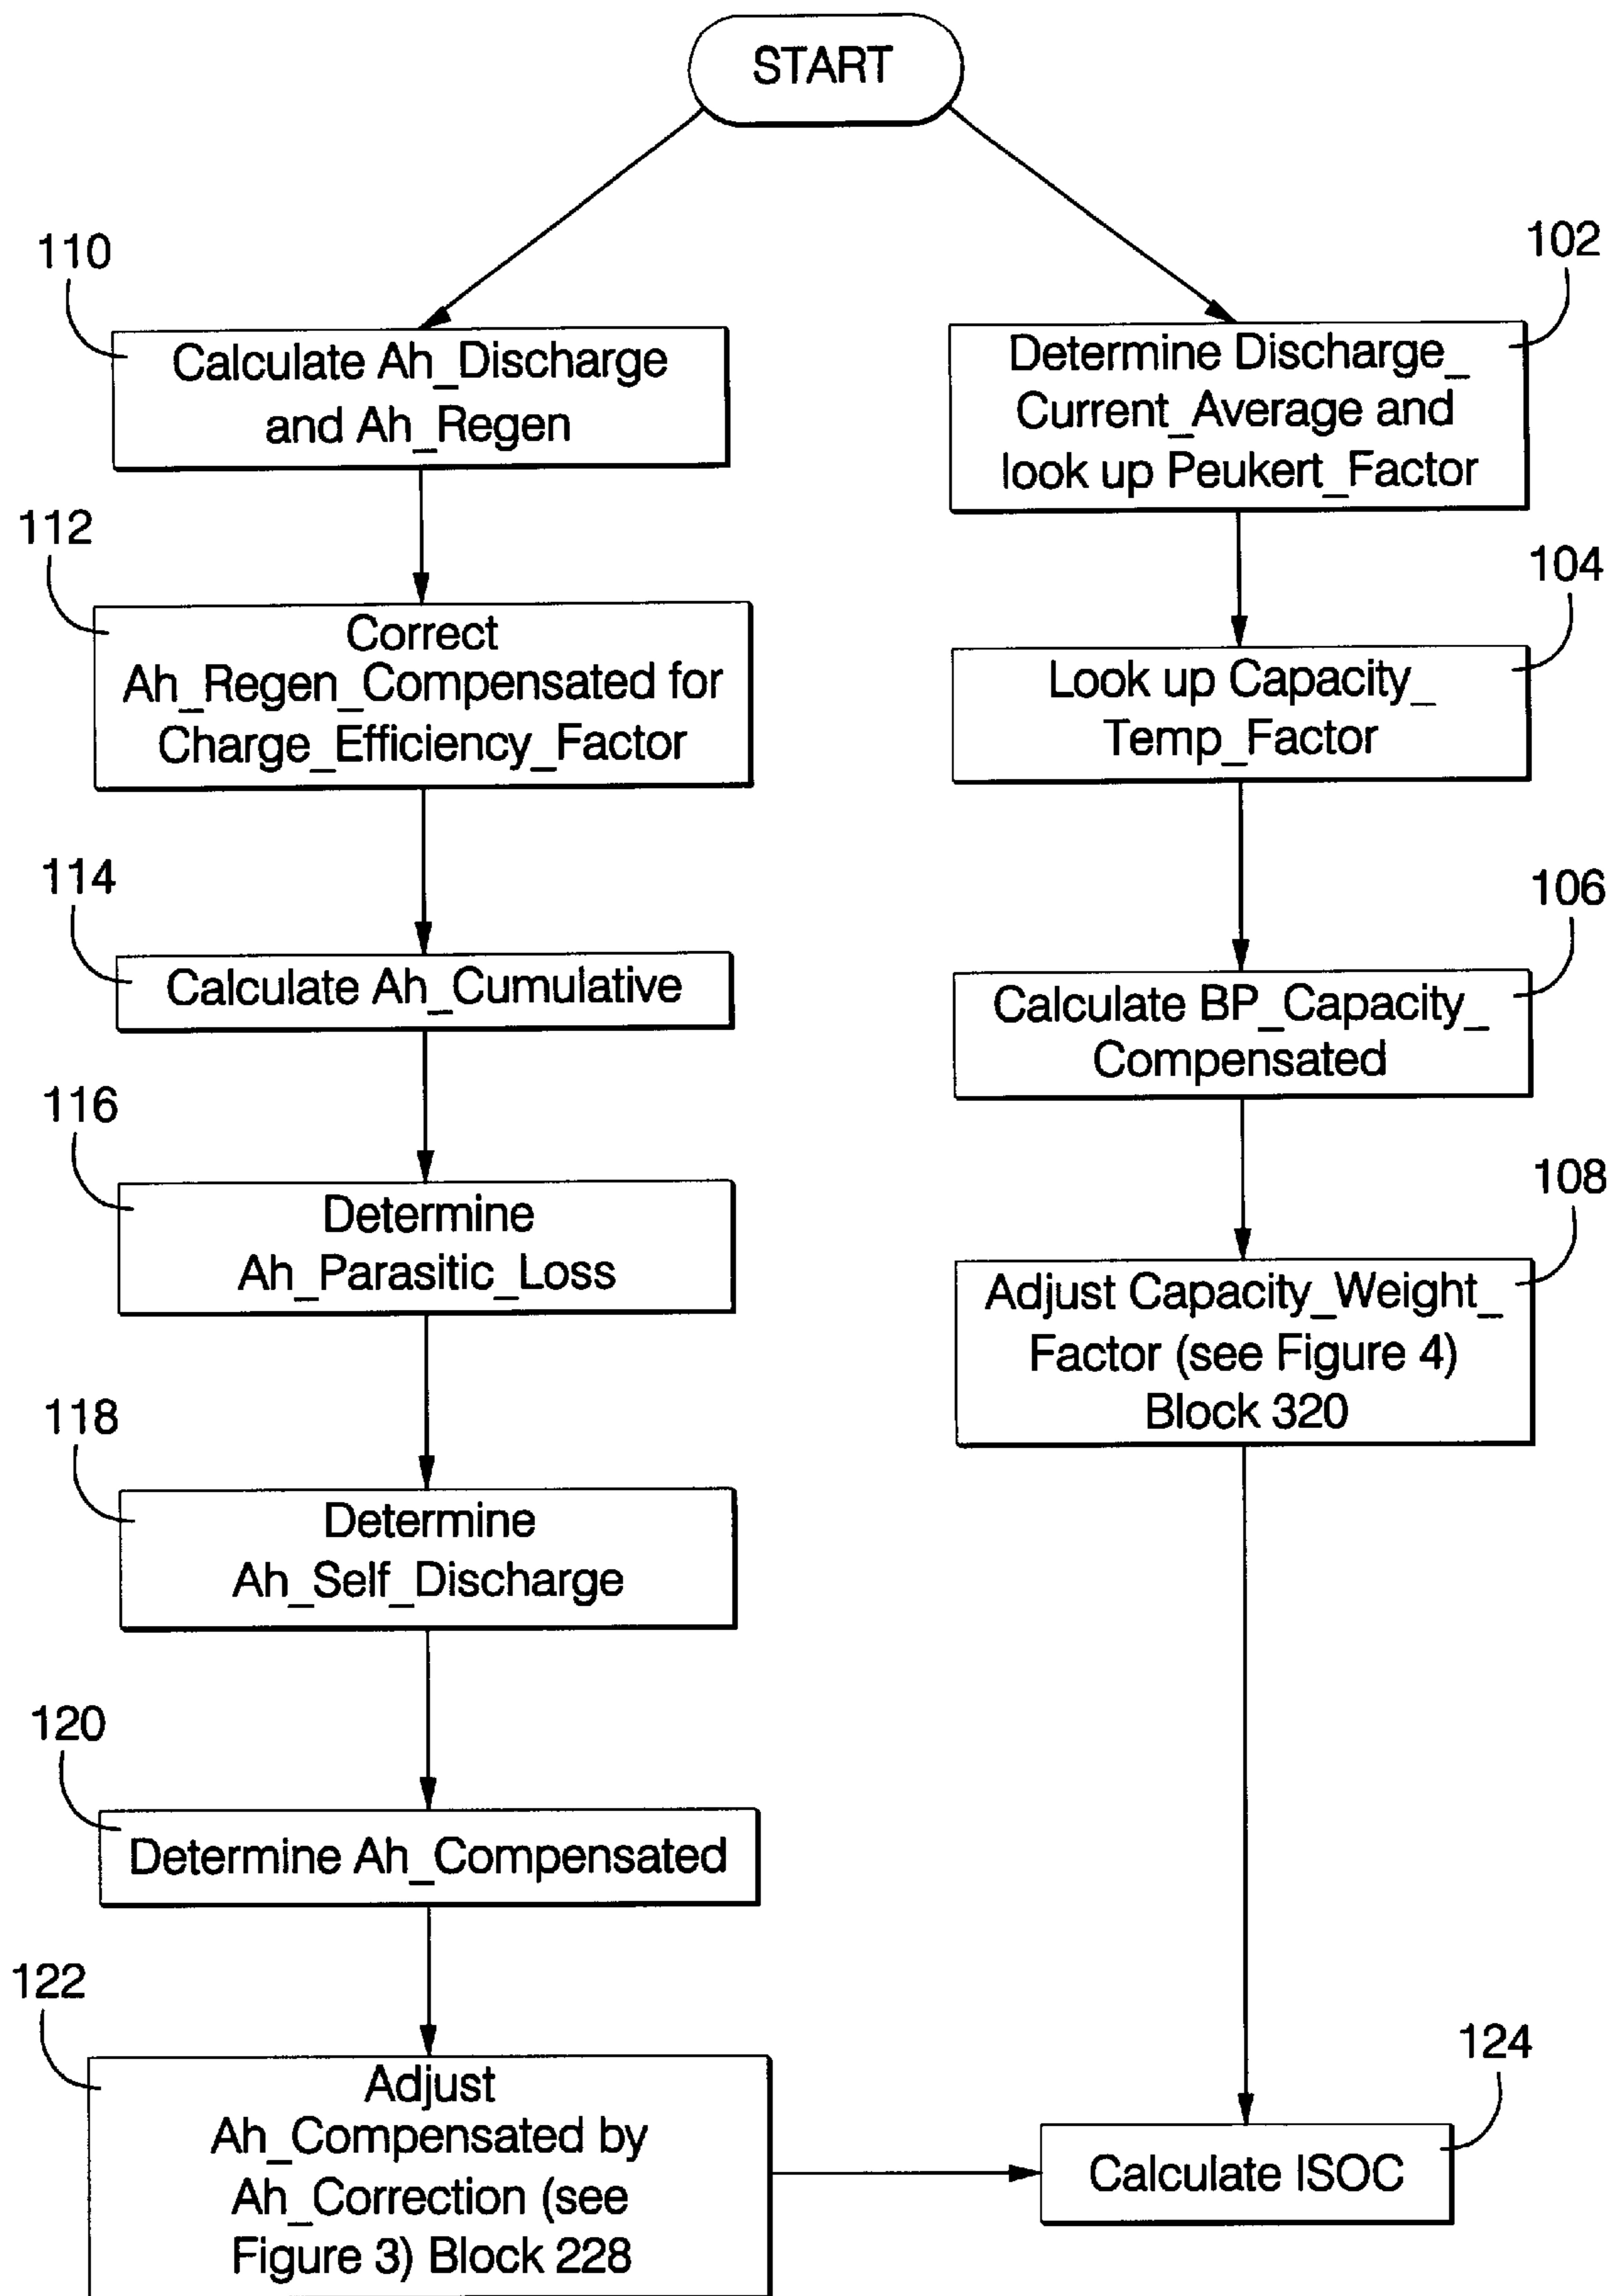 START
110
Calculate Ah_Discharge
and Ah_Regen
112
Correct
Ah_Regen_Compensated for
Charge_Efficiency_Factor
114
Calculate Ah_Cumulative
116
Determine
Ah_Parasitic_Loss
118
Determine
Ah_Self_Discharge
120
Determine Ah_Compensated
122
Adjust
Ah_Compensated by
Ah_Correction (see
Figure 3) Block 228
102
Determine Discharge_
Current_Average and
look up Peukert_Factor
104
Look up Capacity_
Temp_Factor
106
Calculate BP_Capacity_
Compensated
108
Adjust Capacity_Weight_
Factor (see Figure 4)
Block 320
124
Calculate ISOC